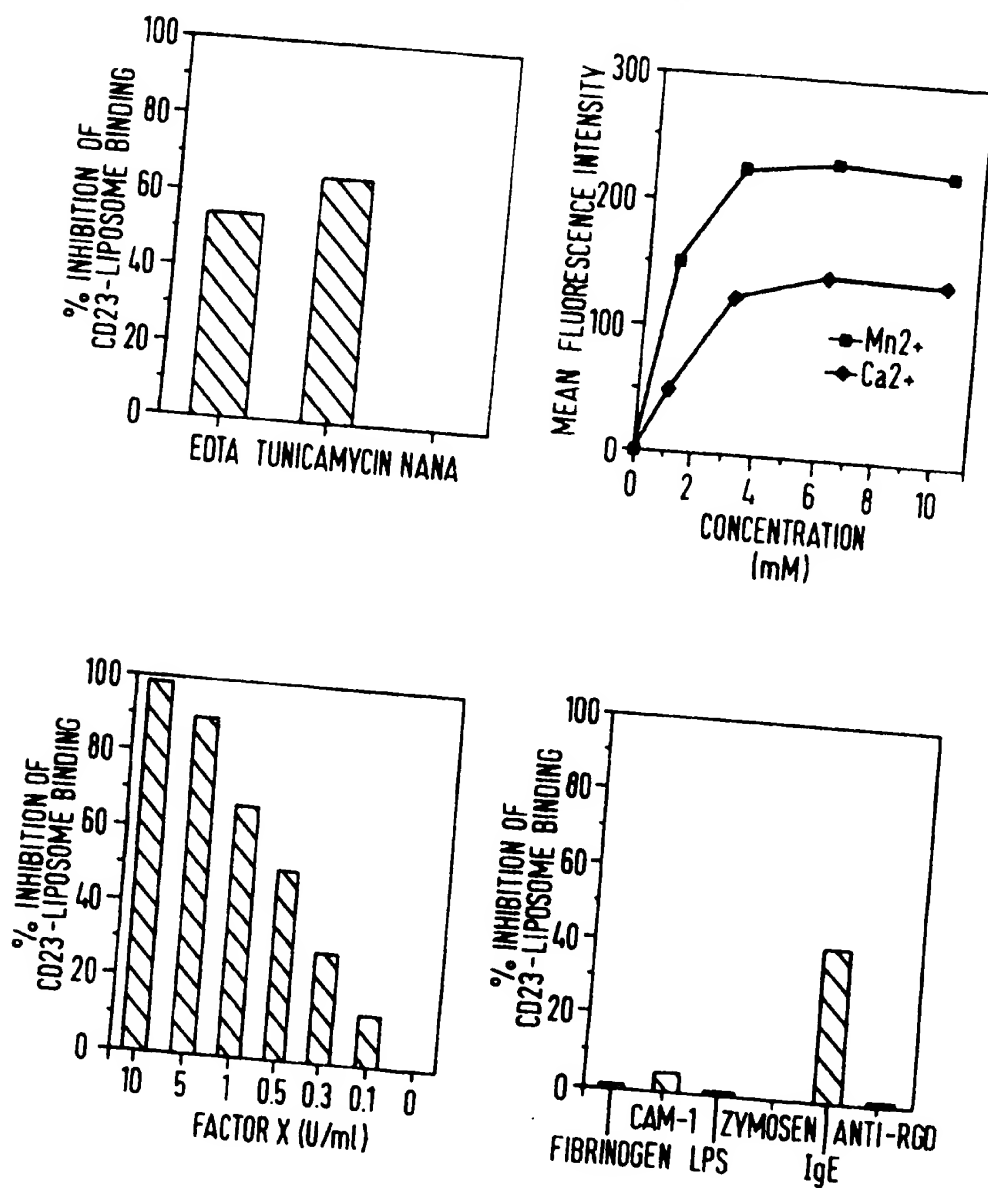 100
80
60
40
20
0
% INHIBITION OF
CD23-LIPOSOME BINDING
EDTA TUNICAMYCIN NANA
300
200
100
0
MEAN FLUORESCENCE INTENSITY
Mn2+
Ca2+
0 2 4 6 8 10
CONCENTRATION
(mM)
100
80
60
40
20
0
% INHIBITION OF
CD23-LIPOSOME BINDING
10 5 1 0.5 0.3 0.1 0
FACTOR X (U/ml)
100
80
60
40
20
0
% INHIBITION OF
CD23-LIPOSOME BINDING
CAM-1 ZYMOSEN ANTI-RGD
FIBRINOGEN LPS IgE